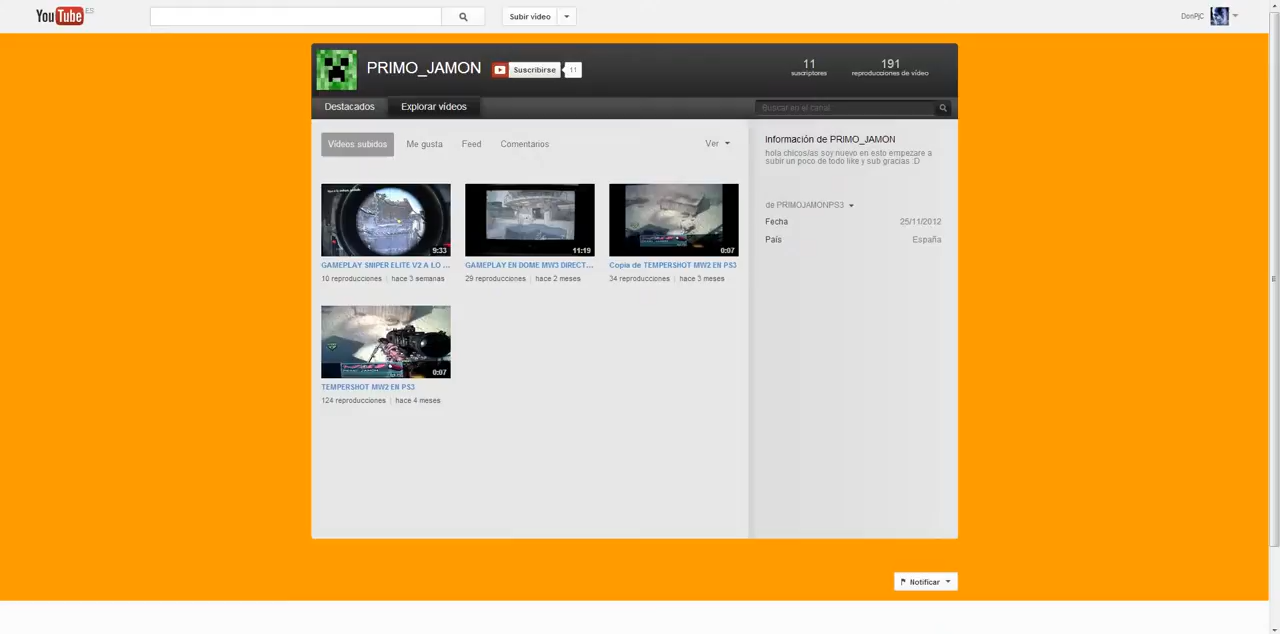 YouTube ES
Subir vídeo
DonPjC
PRIMO_JAMON
Suscribirse
11
11
suscriptores
191
reproducciones de vídeo
Destacados
Explorar vídeos
Buscar en el canal
Vídeos subidos
Me gusta
Feed
Comentarios
Ver
9:33
11:19
0:07
GAMEPLAY SNIPER ELITE V2 A LO ...
GAMEPLAY EN DOME MW3 DIRECT...
Copia de TEMPERSHOT MW2 EN PS3
10 reproducciones | hace 3 semanas
29 reproducciones | hace 2 meses
34 reproducciones | hace 3 meses
0:07
TEMPERSHOT MW2 EN PS3
124 reproducciones | hace 4 meses
Información de PRIMO_JAMON
hola chicos/as soy nuevo en esto empezare a
subir un poco de todo like y sub gracias :D
de PRIMOJAMONPS3
Fecha 25/11/2012
País España
Notificar